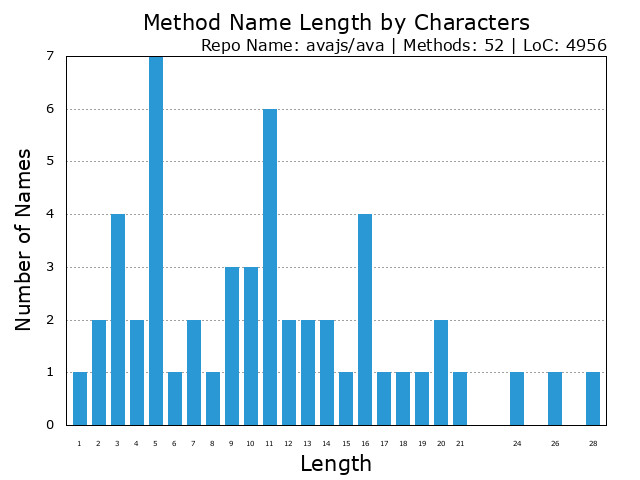 Method Name Length by Characters
Repo Name: avajs/ava | Methods: 52 | LoC: 4956
7
6
5
4
3
2
1
0
Number of Names
1 2 3 4 5 6 7 8 9 10 11 12 13 14 15 16 17 18 19 20 21 24 26 28
Length